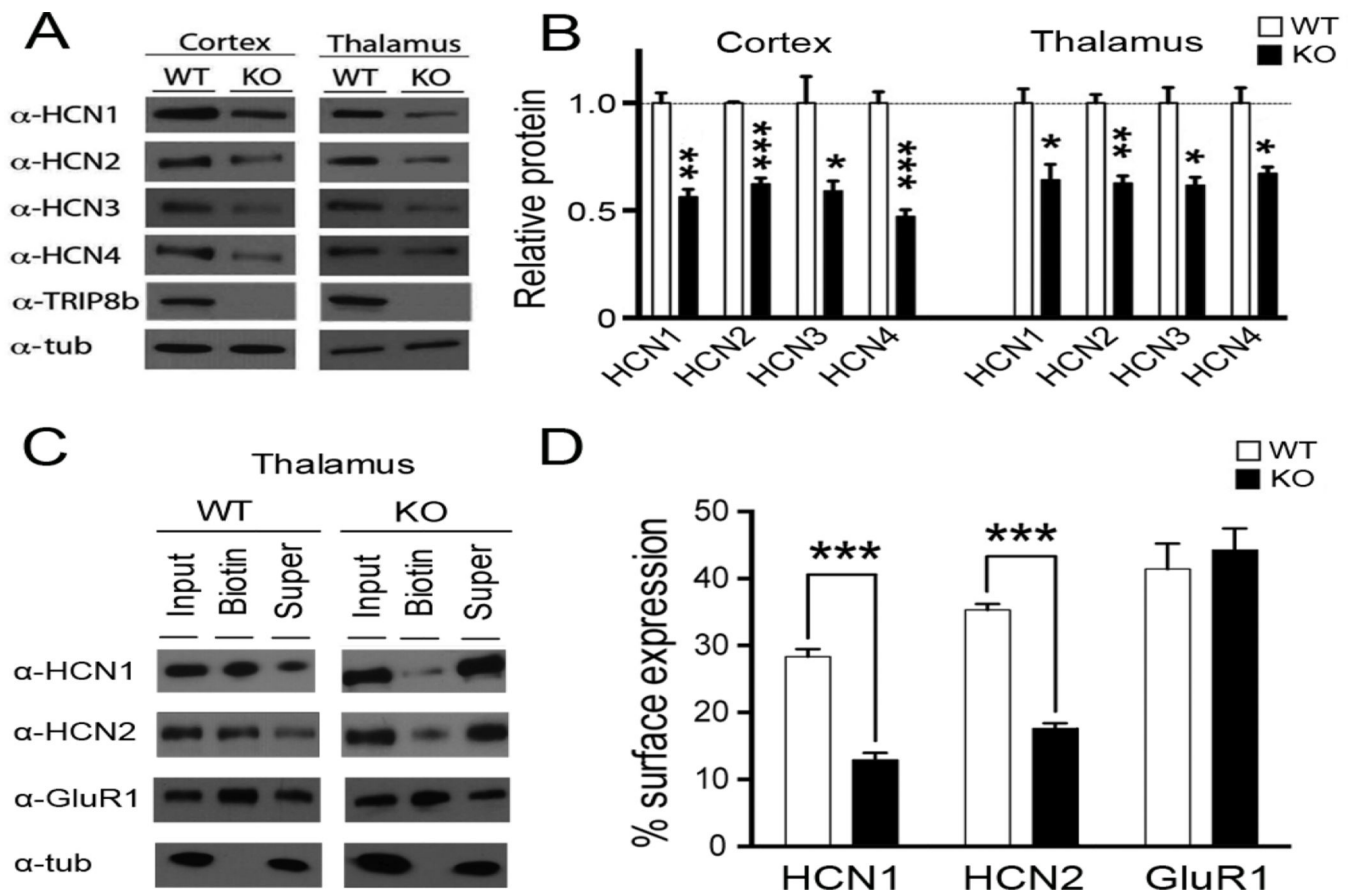 A
Cortex Thalamus
WT KO WT KO
α-HCN1
α-HCN2
α-HCN3
α-HCN4
α-TRIP8b
α-tub
B
WT
KO
Cortex Thalamus
Relative protein
1.0
0.5
0
** *** * *** * ** * *
HCN1 HCN2 HCN3 HCN4 HCN1 HCN2 HCN3 HCN4
C
Thalamus
WT KO
Input Biotin Super Input Biotin Super
α-HCN1
α-HCN2
α-GluR1
α-tub
D
WT
KO
% surface expression
50
40
30
20
10
0
*** ***
HCN1 HCN2 GluR1